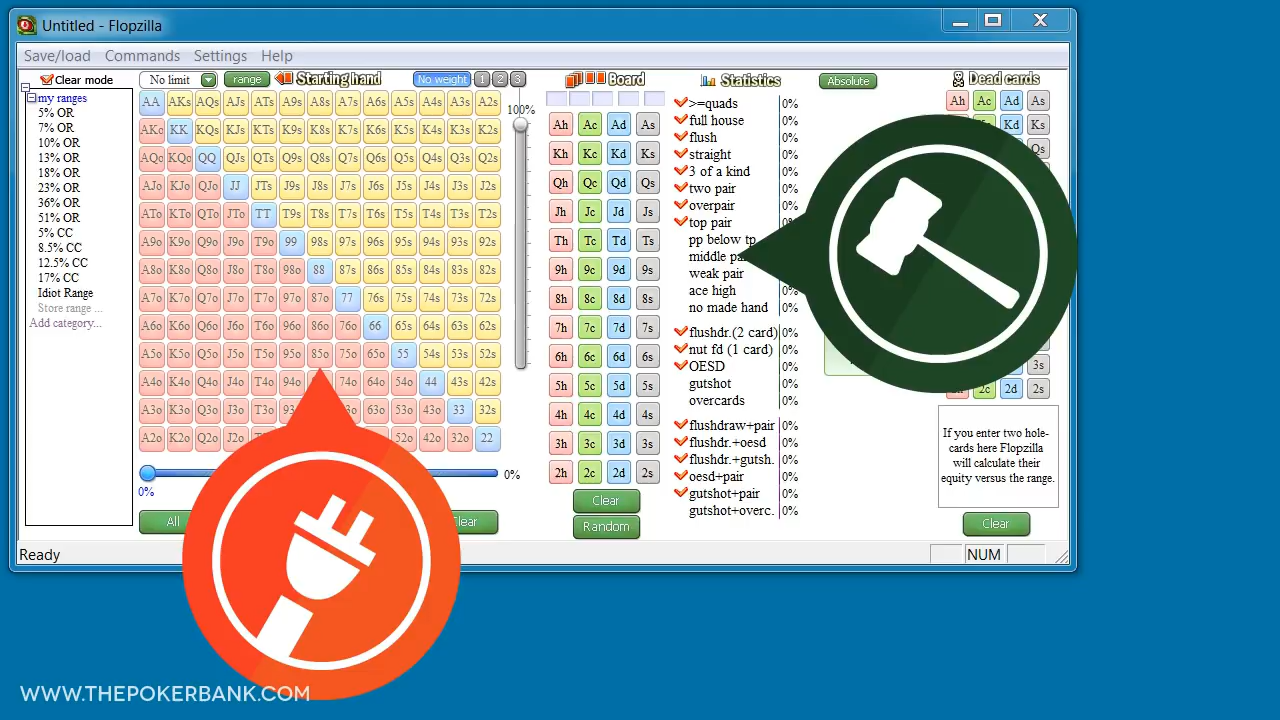 Untitled - Flopzilla
Save/load Commands Settings Help
Clear mode
my ranges
5% OR
7% OR
10% OR
13% OR
18% OR
23% OR
36% OR
51% OR
5% CC
8.5% CC
12.5% CC
17% CC
Idiot Range
Store range ...
Add category...
No limit range Starting hand No weight 1 2 3
AA AKs AQs AJs ATs A9s A8s A7s A6s A5s A4s A3s A2s
AKo KK KQs KJs KTs K9s K8s K7s K6s K5s K4s K3s K2s
AQo KQo QQ QJs QTs Q9s Q8s Q7s Q6s Q5s Q4s Q3s Q2s
AJo KJo QJo JJ JTs J9s J8s J7s J6s J5s J4s J3s J2s
ATo KTo QTo JTo TT T9s T8s T7s T6s T5s T4s T3s T2s
A9o K9o Q9o J9o T9o 99 98s 97s 96s 95s 94s 93s 92s
A8o K8o Q8o J8o T8o 98o 88 87s 86s 85s 84s 83s 82s
A7o K7o Q7o J7o T7o 97o 87o 77 76s 75s 74s 73s 72s
A6o K6o Q6o J6o T6o 96o 86o 76o 66 65s 64s 63s 62s
A5o K5o Q5o J5o T5o 95o 85o 75o 65o 55 54s 53s 52s
A4o K4o Q4o J4o T4o 94o 74o 64o 54o 44 43s 42s
A3o K3o Q3o J3o T3o 73o 63o 53o 43o 33 32s
A2o K2o Q2o J2o 52o 42o 32o 22
100%
0%
0%
All Clear
Board
Ah Ac Ad As
Kh Kc Kd Ks
Qh Qc Qd Qs
Jh Jc Jd Js
Th Tc Td Ts
9h 9c 9d 9s
8h 8c 8d 8s
7h 7c 7d 7s
6h 6c 6d 6s
5h 5c 5d 5s
4h 4c 4d 4s
3h 3c 3d 3s
2h 2c 2d 2s
Clear
Random
Statistics Absolute
>=quads 0%
full house 0%
flush 0%
straight 0%
3 of a kind 0%
two pair 0%
overpair 0%
top pair
pp below tp
middle
weak pair 0%
ace high 0%
no made hand 0%
flushdr.(2 card) 0%
nut fd (1 card) 0%
OESD 0%
gutshot 0%
overcards 0%
flushdraw+pair 0%
flushdr.+oesd 0%
flushdr.+gutsh. 0%
oesd+pair 0%
gutshot+pair 0%
gutshot+overc. 0%
Dead cards
Ah Ac Ad As
Kd Ks
Qs
3s
2c 2d 2s
If you enter two hole-
cards here Flopzilla
will calculate their
equity versus the range.
Clear
Ready NUM
WWW.THEPOKERBANK.COM